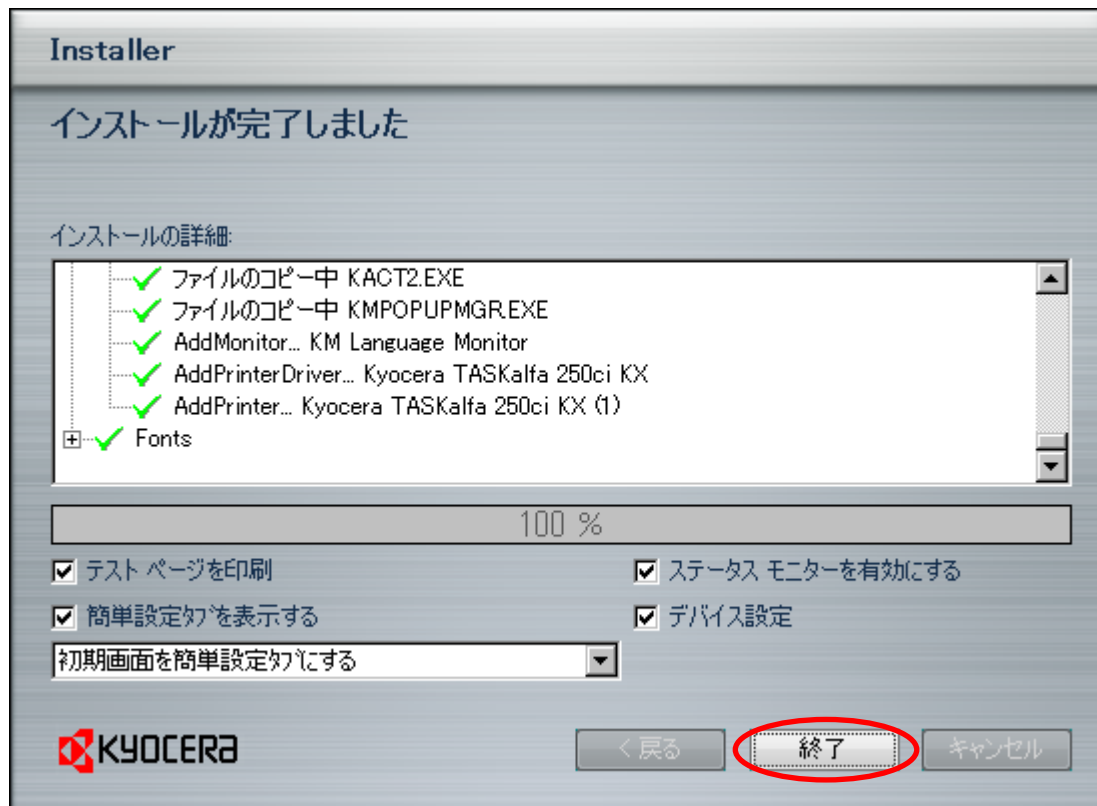 Installer
インストールが完了しました
インストールの詳細:
ファイルのコピー中 KACT2.EXE
ファイルのコピー中 KMPOPUPMGR.EXE
AddMonitor... KM Language Monitor
AddPrinterDriver... Kyocera TASKalfa 250ci KX
AddPrinter... Kyocera TASKalfa 250ci KX (1)
Fonts
100 %
テスト ページを印刷 ステータス モニターを有効にする
簡単設定ﾀﾌﾞを表示する デバイス設定
初期画面を簡単設定ﾀﾌﾞにする
KYOCERA < 戻る 終了 キャンセル